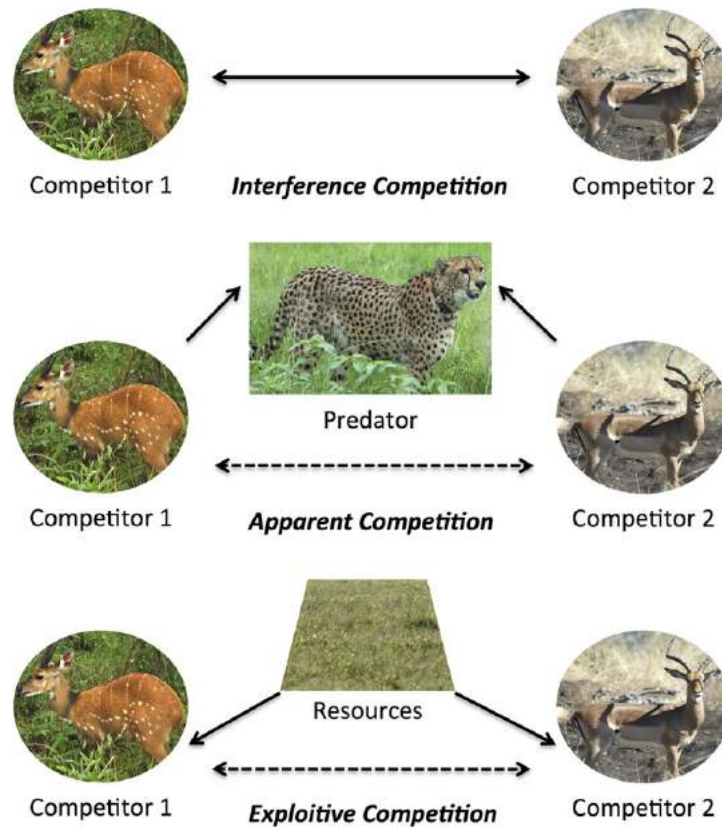 Competitor 1
Interference Competition
Competitor 2
Predator
Competitor 1
Apparent Competition
Competitor 2
Resources
Competitor 1
Exploitive Competition
Competitor 2